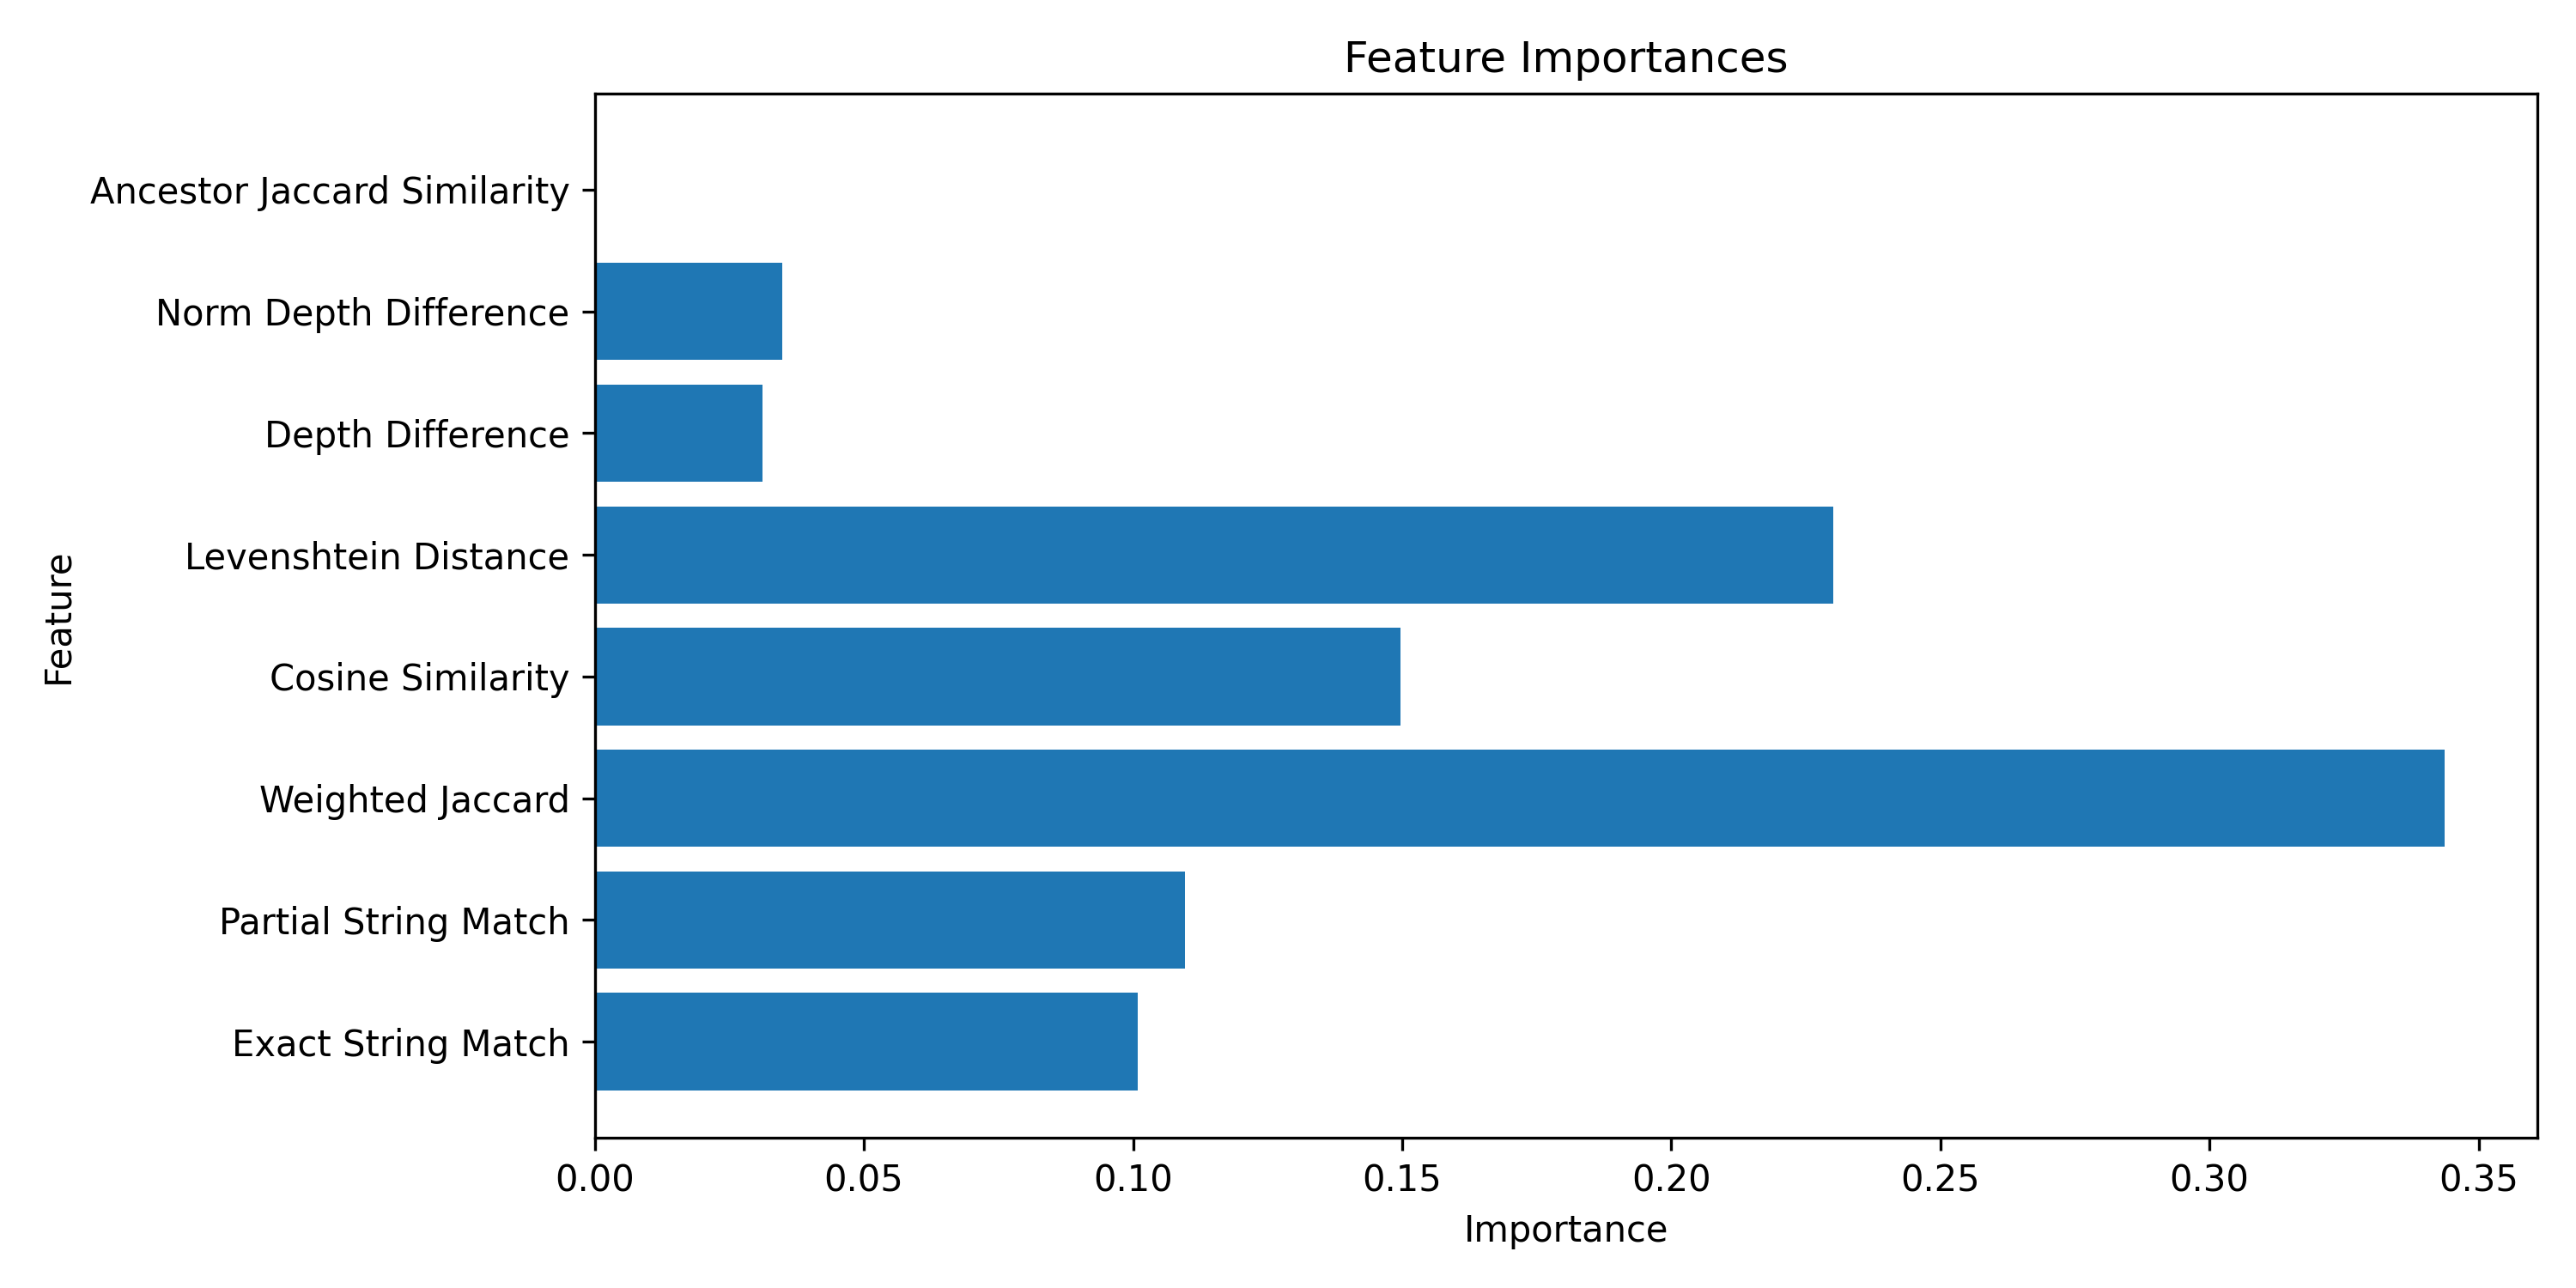 Feature Importances
Ancestor Jaccard Similarity
Norm Depth Difference
Depth Difference
Levenshtein Distance
Cosine Similarity
Weighted Jaccard
Partial String Match
Exact String Match
Feature
0.00 0.05 0.10 0.15 0.20 0.25 0.30 0.35
Importance